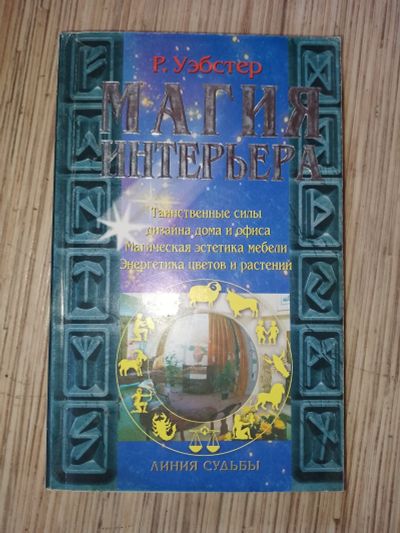 Р. Уэбстер
МАГИЯ
ИНТЕРЬЕРА
Таинственные силы
дизайна дома и офиса
Магическая эстетика мебели
Энергетика цветов и растений
ЛИНИЯ СУДЬБЫ